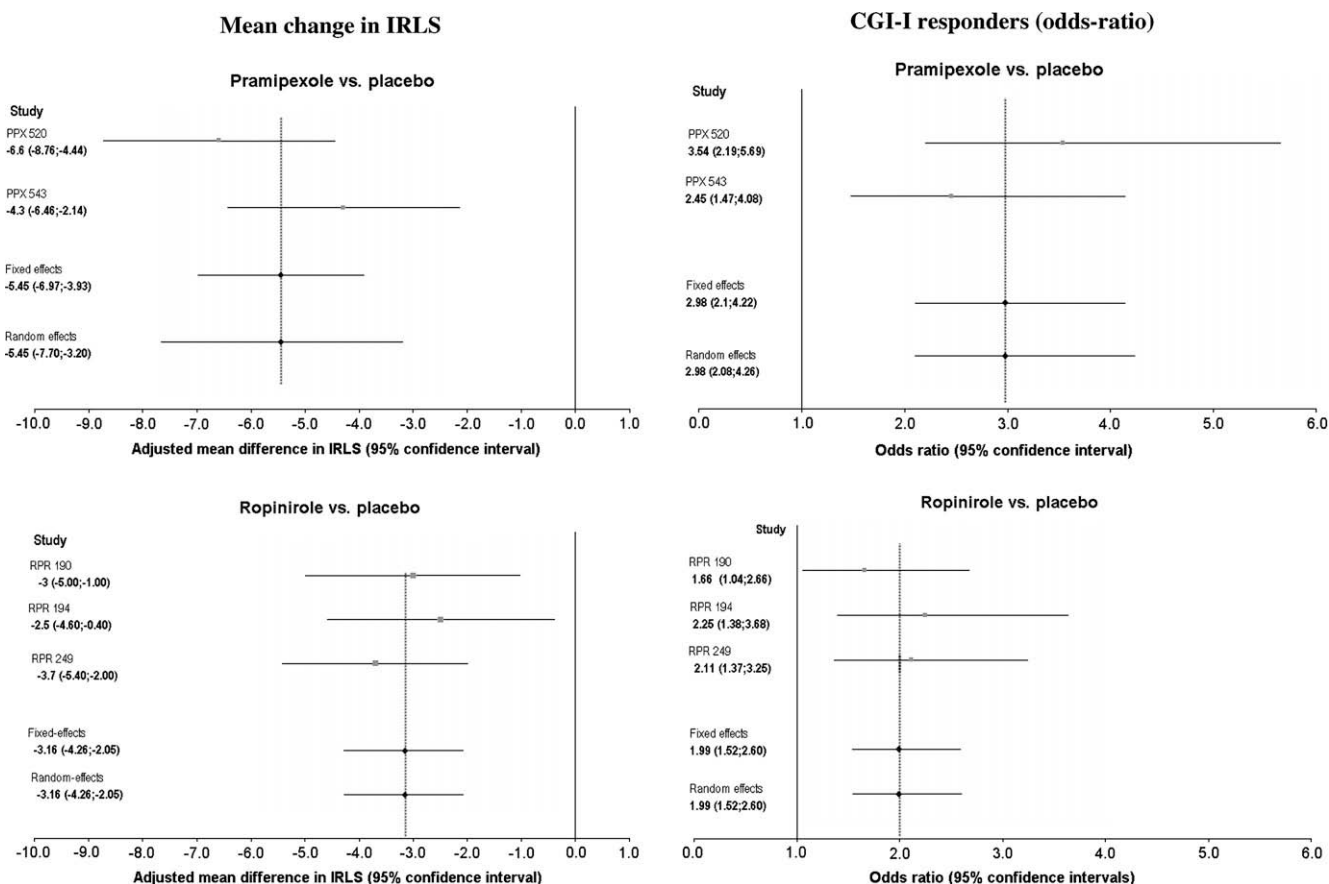 Mean change in IRLS
Pramipexole vs. placebo
Study
PPX 520
-6.6 (-8.76;-4.44)
PPX 543
-4.3 (-6.46;-2.14)
Fixed effects
-5.45 (-6.97;-3.93)
Random effects
-5.45 (-7.70;-3.20)
-10.0 -9.0 -8.0 -7.0 -6.0 -5.0 -4.0 -3.0 -2.0 -1.0 0.0 1.0
Adjusted mean difference in IRLS (95% confidence interval)
CGI-I responders (odds-ratio)
Pramipexole vs. placebo
Study
PPX 520
3.54 (2.19;5.69)
PPX 543
2.45 (1.47;4.08)
Fixed effects
2.98 (2.1;4.22)
Random effects
2.98 (2.08;4.26)
0.0 1.0 2.0 3.0 4.0 5.0 6.0
Odds ratio (95% confidence interval)
Ropinirole vs. placebo
Study
RPR 190
-3 (-5.00;-1.00)
RPR 194
-2.5 (-4.60;-0.40)
RPR 249
-3.7 (-5.40;-2.00)
Fixed-effects
-3.16 (-4.26;-2.05)
Random-effects
-3.16 (-4.26;-2.05)
-10.0 -9.0 -8.0 -7.0 -6.0 -5.0 -4.0 -3.0 -2.0 -1.0 0.0 1.0
Adjusted mean difference in IRLS (95% confidence interval)
Ropinirole vs. placebo
Study
RPR 190
1.66 (1.04;2.66)
RPR 194
2.25 (1.38;3.68)
RPR 249
2.11 (1.37;3.25)
Fixed effects
1.99 (1.52;2.60)
Random effects
1.99 (1.52;2.60)
0.0 1.0 2.0 3.0 4.0 5.0 6.0
Odds ratio (95% confidence intervals)